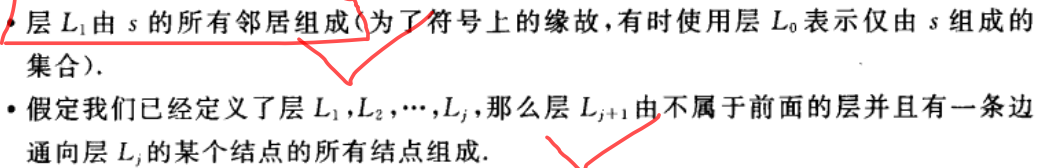 • 层 L₁ 由 s 的所有邻居组成(为了符号上的缘故,有时使用层 L₀ 表示仅由 s 组成的
集合).
• 假定我们已经定义了层 L₁,L₂,⋯,Lⱼ,那么层 Lⱼ₊₁ 由不属于前面的层并且有一条边
通向层 Lⱼ 的某个结点的所有结点组成.